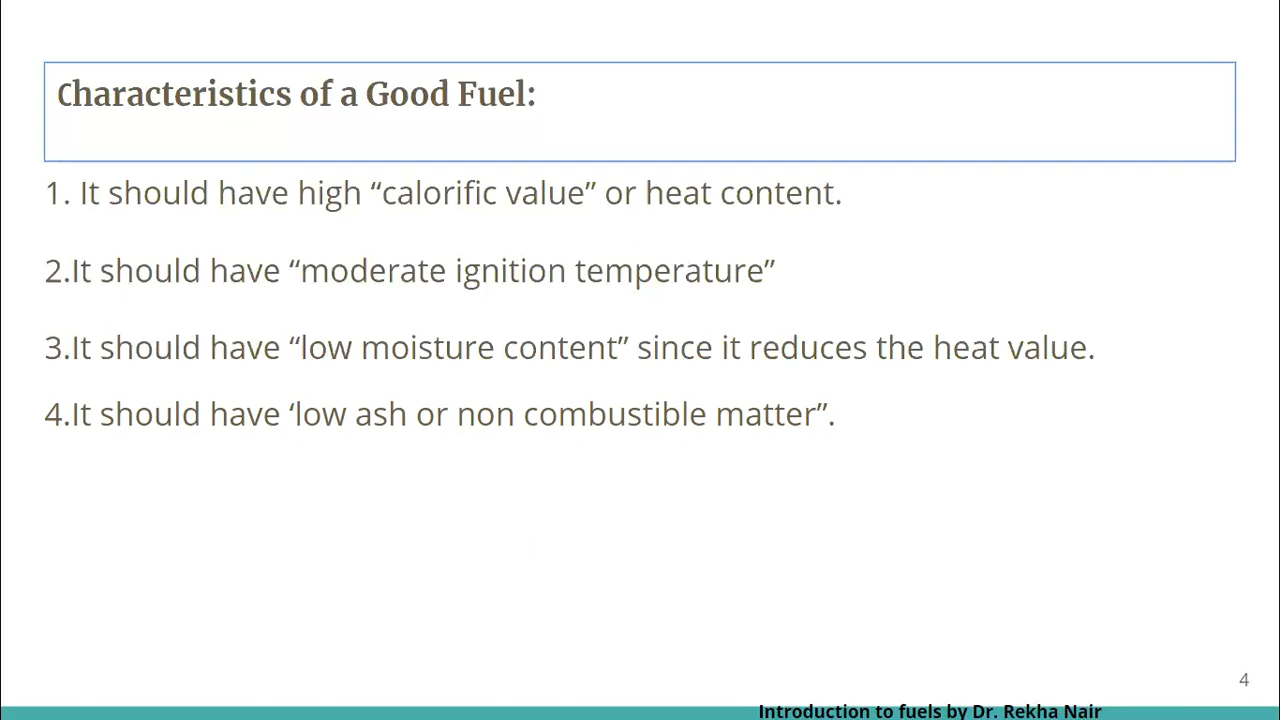 Characteristics of a Good Fuel:
1. It should have high “calorific value” or heat content.
2.It should have “moderate ignition temperature”
3.It should have “low moisture content” since it reduces the heat value.
4.It should have ‘low ash or non combustible matter”.
4
Introduction to fuels by Dr. Rekha Nair